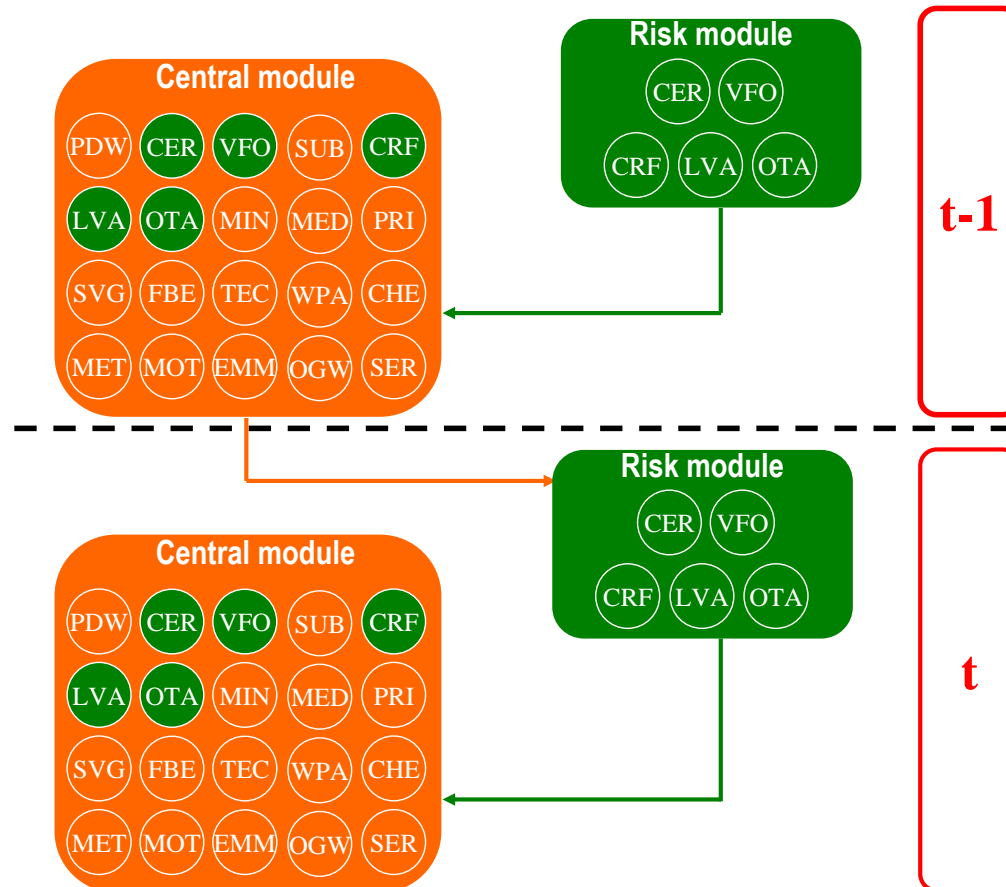 Risk module
CER VFO
CRF LVA OTA
Central module
PDW CER VFO SUB CRF
LVA OTA MIN MED PRI
SVG FBE TEC WPA CHE
MET MOT EMM OGW SER
t-1
Risk module
CER VFO
CRF LVA OTA
Central module
PDW CER VFO SUB CRF
LVA OTA MIN MED PRI
SVG FBE TEC WPA CHE
MET MOT EMM OGW SER
t